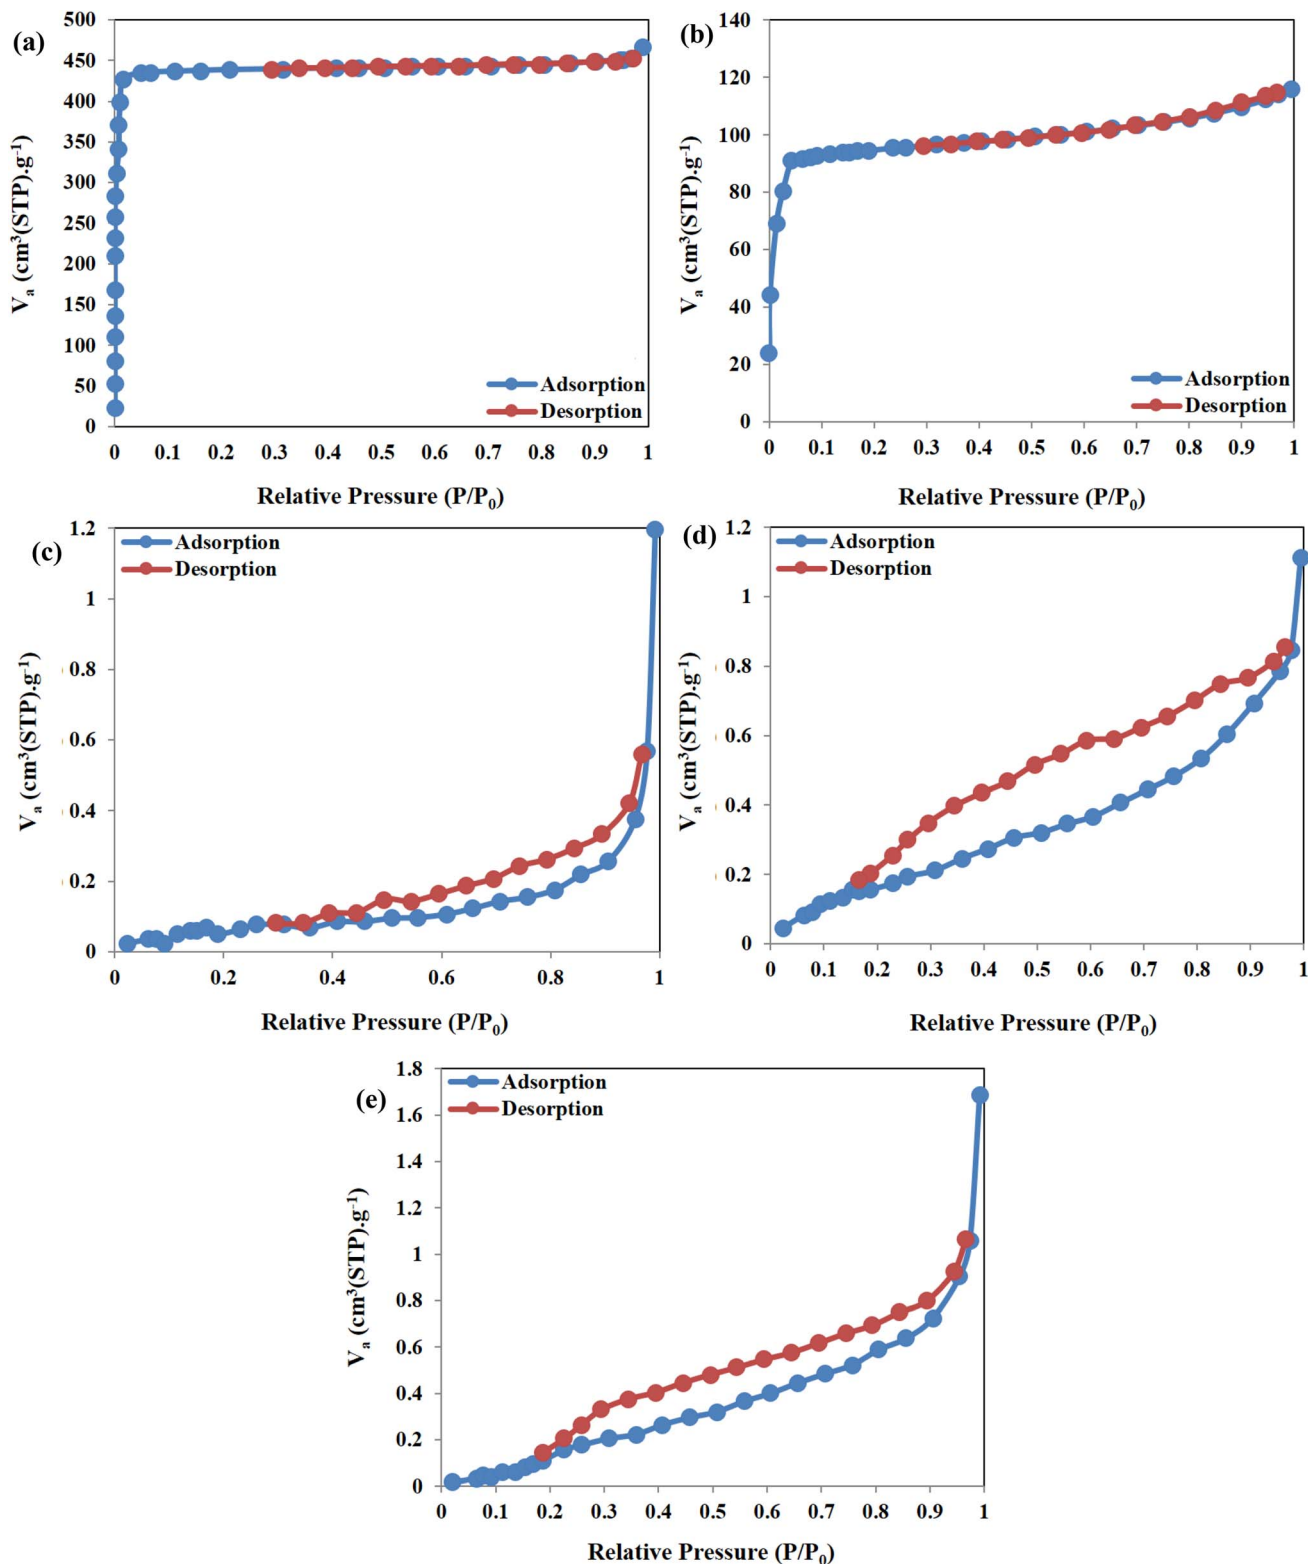 (a)
500
450
400
350
300
250
200
150
100
50
0
V_a (cm³(STP).g⁻¹)
Adsorption
Desorption
0 0.1 0.2 0.3 0.4 0.5 0.6 0.7 0.8 0.9 1
Relative Pressure (P/P₀)
(b)
140
120
100
80
60
40
20
0
V_a (cm³(STP).g⁻¹)
Adsorption
Desorption
0 0.1 0.2 0.3 0.4 0.5 0.6 0.7 0.8 0.9 1
Relative Pressure (P/P₀)
(c)
1.2
1
0.8
0.6
0.4
0.2
0
V_a (cm³(STP).g⁻¹)
Adsorption
Desorption
0 0.2 0.4 0.6 0.8 1
Relative Pressure (P/P₀)
(d)
1.2
1
0.8
0.6
0.4
0.2
0
V_a (cm³(STP).g⁻¹)
Adsorption
Desorption
0 0.1 0.2 0.3 0.4 0.5 0.6 0.7 0.8 0.9 1
Relative Pressure (P/P₀)
(e)
1.8
1.6
1.4
1.2
1
0.8
0.6
0.4
0.2
0
V_a (cm³(STP).g⁻¹)
Adsorption
Desorption
0 0.1 0.2 0.3 0.4 0.5 0.6 0.7 0.8 0.9 1
Relative Pressure (P/P₀)